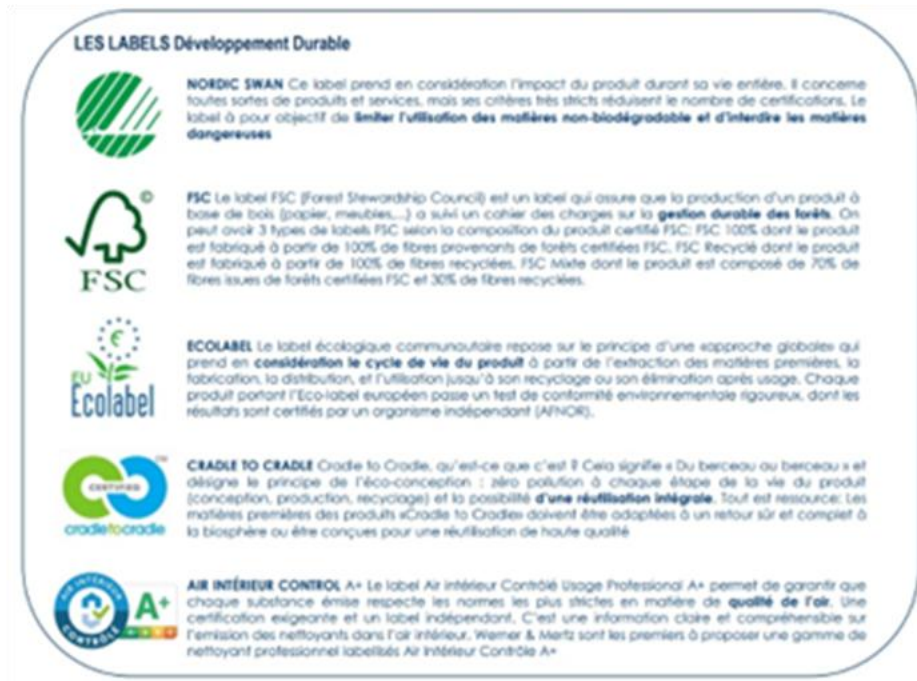 LES LABELS Développement Durable
NORDIC SWAN Ce label prend en considération l'impact du produit durant sa vie entière. Il concerne
toutes sortes de produits et services, mais ses critères très stricts réduisent le nombre de certifications. Le
label à pour objectif de limiter l'utilisation des matières non-biodégradable et d'interdire les matières
dangereuses
©
FSC
FSC Le label FSC (Forest Stewardship Council) est un label qui assure que la production d'un produit à
base de bois (papier, meubles,...) a suivi un cahier des charges sur la gestion durable des forêts. On
peut avoir 3 types de labels FSC selon la composition du produit certifié FSC: FSC 100% dont le produit
est fabriqué à partir de 100% de fibres provenants de forêts certifiées FSC. FSC Recyclé dont le produit
est fabriqué à partir de 100% de fibres recyclées. FSC Mixte dont le produit est composé de 70% de
fibres issues de forêts certifiées FSC et 30% de fibres recyclées.
€
EU
Ecolabel
ECOLABEL Le label écologique communautaire repose sur le principe d'une «approche globale» qui
prend en considération le cycle de vie du produit à partir de l'extraction des matières premières, la
fabrication, la distribution, et l'utilisation jusqu'à son recyclage ou son élimination après usage. Chaque
produit portant l'Eco-label européen passe un test de conformité environnementale rigoureux, dont les
résultats sont certifiés par un organisme indépendant (AFNOR).
TM
CERTIFIED
cradletocradle
CRADLE TO CRADLE Cradle to Cradle, qu'est-ce que c'est ? Cela signifie « Du berceau au berceau » et
désigne le principe de l'éco-conception : zéro pollution à chaque étape de la vie du produit
(conception, production, recyclage) et la possibilité d'une réutilisation intégrale. Tout est ressource: Les
matières premières des produits «Cradle to Cradle» doivent être adaptées à un retour sûr et complet à
la biosphère ou être conçues pour une réutilisation de haute qualité
AIR INTÉRIEUR
CONTRÔLÉ
A+
AIR INTÉRIEUR CONTROL A+ Le label Air Intérieur Contrôlé Usage Professional A+ permet de garantir que
chaque substance émise respecte les normes les plus strictes en matière de qualité de l'air. Une
certification exigeante et un label indépendant. C'est une information claire et compréhensible sur
l'emission des nettoyants dans l'air intérieur. Werner & Mertz sont les premiers à proposer une gamme de
nettoyant professionnel labellisés Air Intérieur Contrôle A+